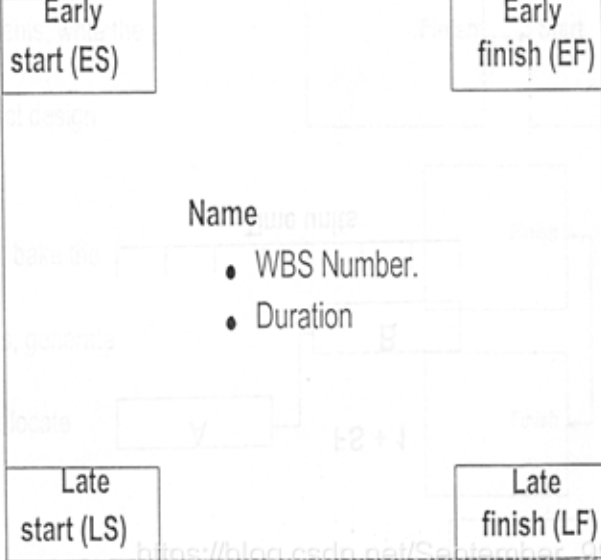 Early
start (ES)
Early
finish (EF)
Name
• WBS Number.
• Duration
Late
start (LS)
Late
finish (LF)
https://blog.csdn.net/September_